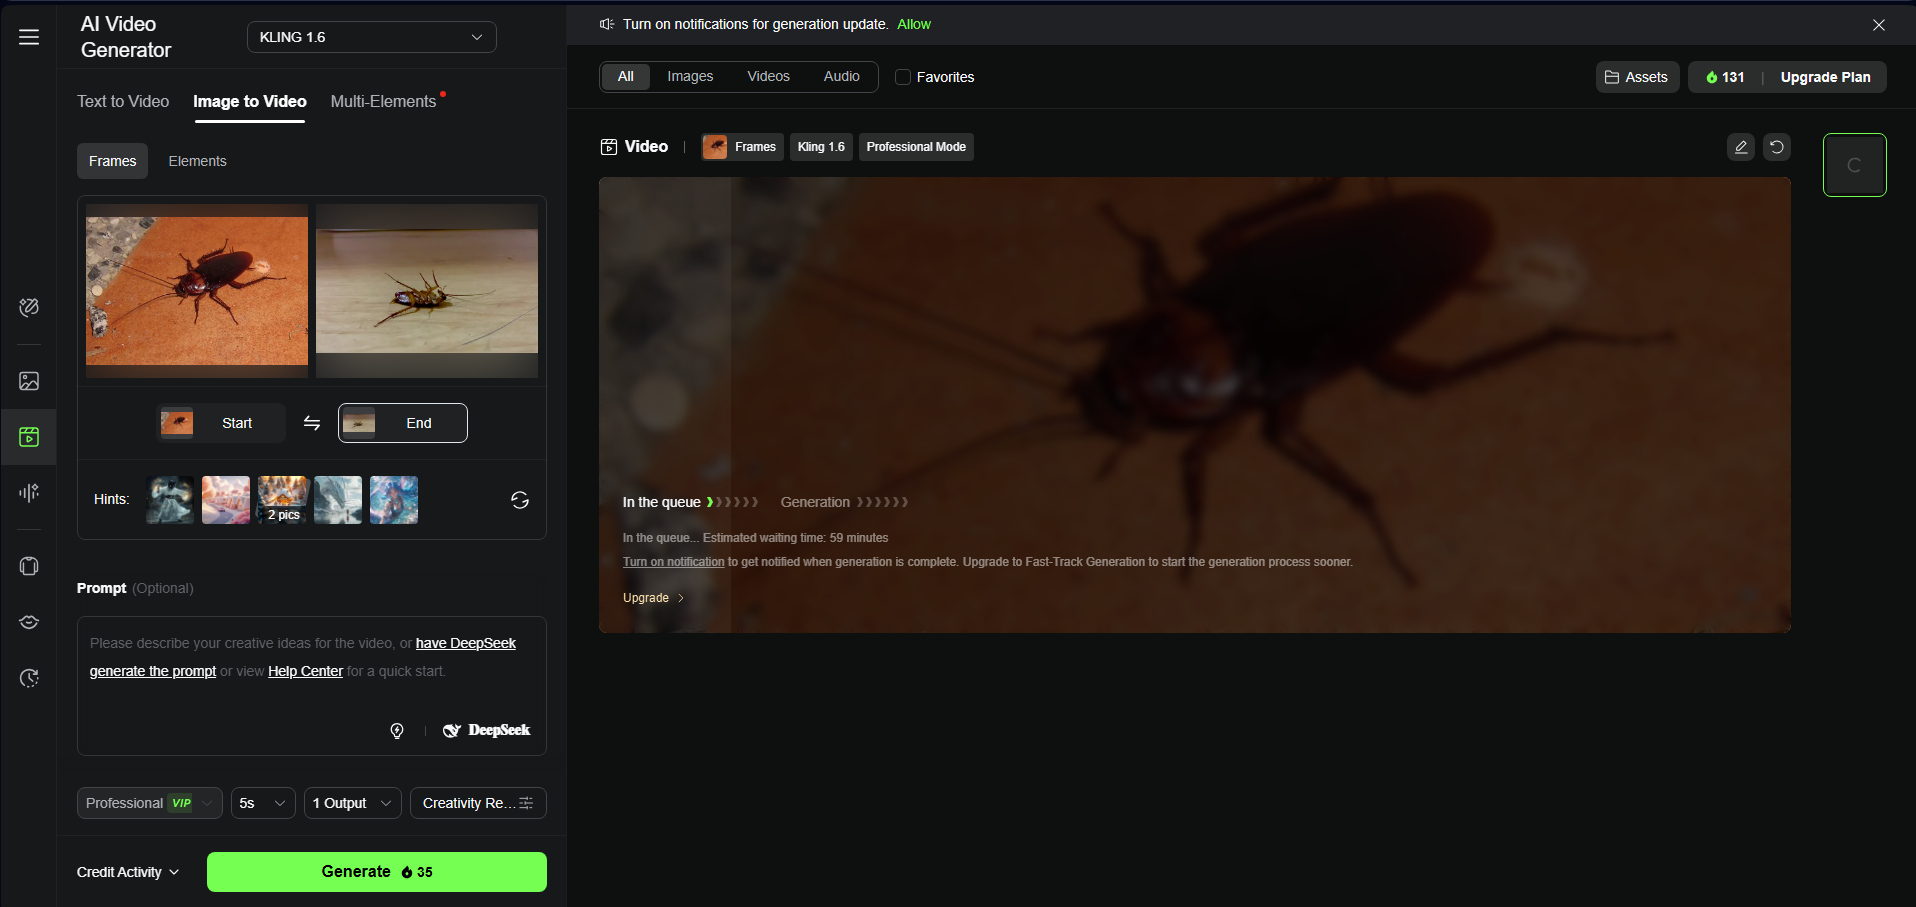 AI Video
Generator
KLING 1.6
Turn on notifications for generation update. Allow
All Images Videos Audio Favorites
Assets 131 | Upgrade Plan
Text to Video Image to Video Multi-Elements
Frames Elements
Video | Frames Kling 1.6 Professional Mode
Start End
Hints: 2 pics
In the queue Generation
In the queue... Estimated waiting time: 59 minutes
Turn on notification to get notified when generation is complete. Upgrade to Fast-Track Generation to start the generation process sooner.
Upgrade
Prompt (Optional)
Please describe your creative ideas for the video, or have DeepSeek
generate the prompt or view Help Center for a quick start.
DeepSeek
Professional VIP 5s 1 Output Creativity Re...
Credit Activity Generate 35